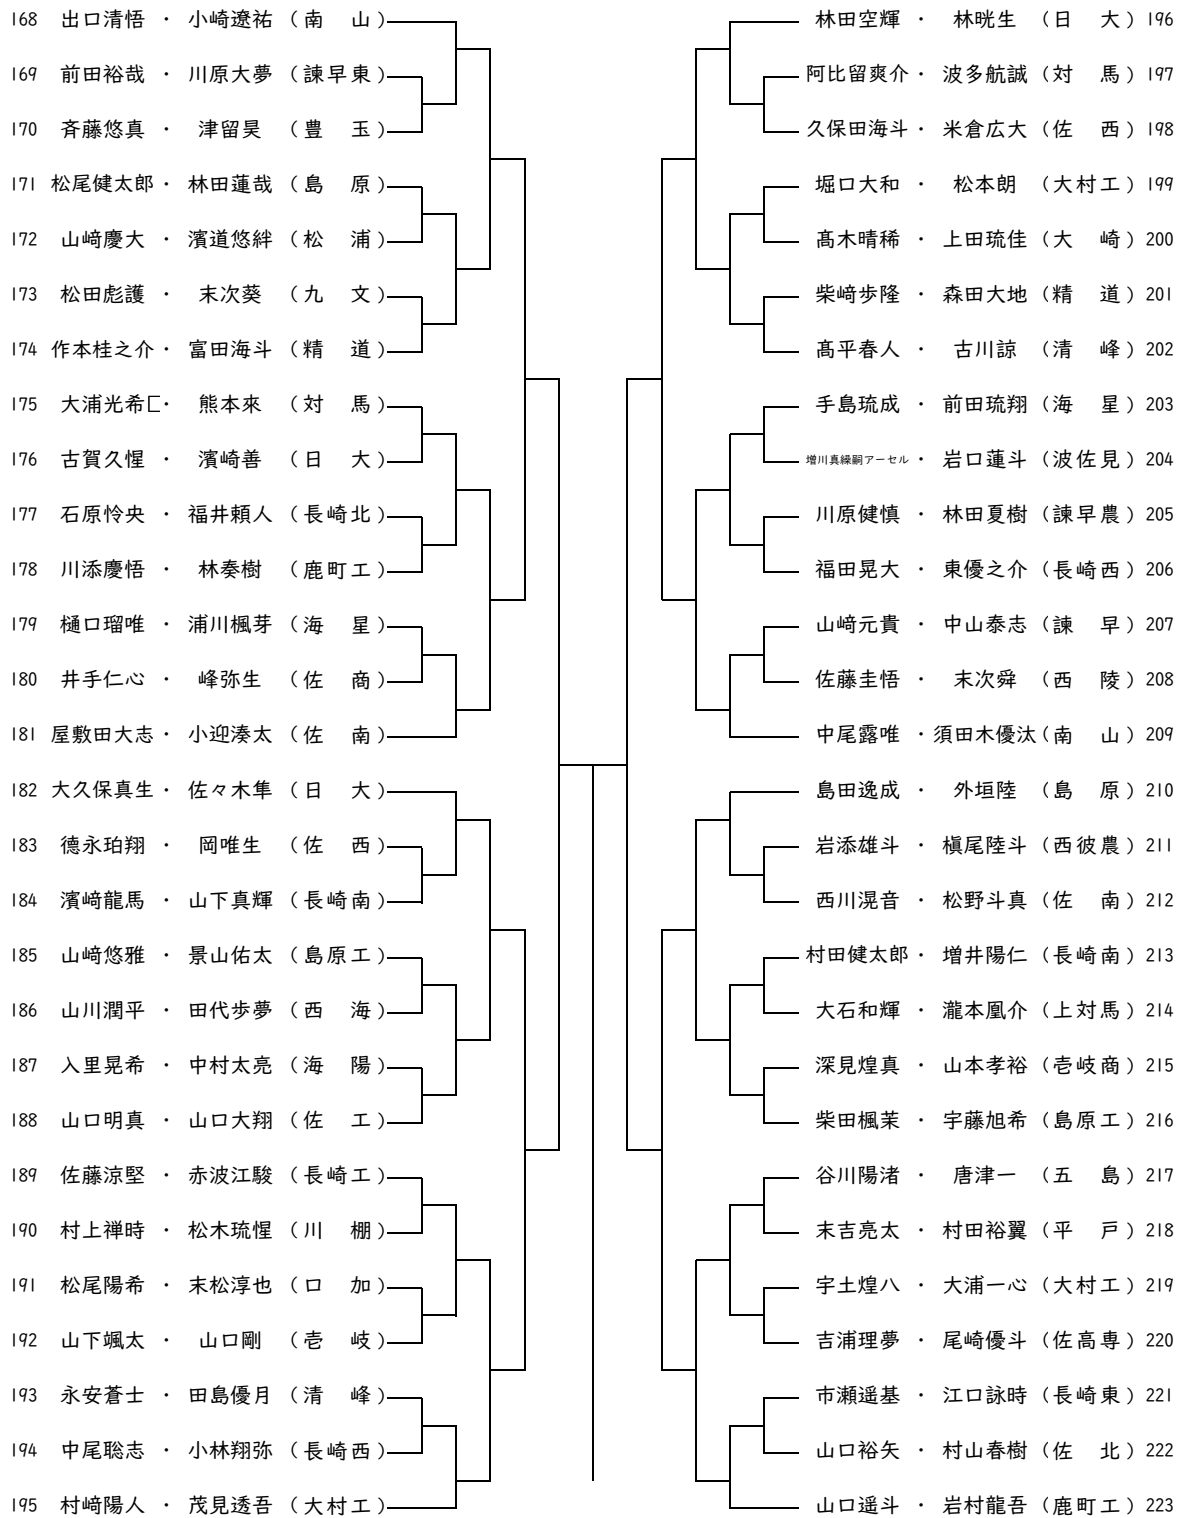 168 出口清悟 ・ 小崎遼祐 (南 山)
169 前田裕哉 ・ 川原大夢 (諫早東)
170 斉藤悠真 ・ 津留昊 (豊 玉)
171 松尾健太郎・ 林田蓮哉 (島 原)
172 山﨑慶大 ・ 濱道悠絆 (松 浦)
173 松田彪護 ・ 末次葵 (九 文)
174 作本桂之介・ 富田海斗 (精 道)
175 大浦光希・ 熊本來 (対 馬)
176 古賀久惺 ・ 濱崎善 (日 大)
177 石原怜央 ・ 福井頼人 (長崎北)
178 川添慶悟 ・ 林奏樹 (鹿町工)
179 樋口瑠唯 ・ 浦川楓芽 (海 星)
180 井手仁心 ・ 峰弥生 (佐 商)
181 屋敷田大志・ 小迎湊太 (佐 南)
182 大久保真生・ 佐々木隼 (日 大)
183 德永珀翔 ・ 岡唯生 (佐 西)
184 濱﨑龍馬 ・ 山下真輝 (長崎南)
185 山﨑悠雅 ・ 景山佑太 (島原工)
186 山川潤平 ・ 田代歩夢 (西 海)
187 入里晃希 ・ 中村太亮 (海 陽)
188 山口明真 ・ 山口大翔 (佐 工)
189 佐藤涼堅 ・ 赤波江駿 (長崎工)
190 村上禅時 ・ 松木琉惺 (川 棚)
191 松尾陽希 ・ 末松淳也 (口 加)
192 山下颯太 ・ 山口剛 (壱 岐)
193 永安蒼士 ・ 田島優月 (清 峰)
194 中尾聡志 ・ 小林翔弥 (長崎西)
195 村﨑陽人 ・ 茂見透吾 (大村工)
林田空輝 ・ 林晄生 (日 大) 196
阿比留爽介・ 波多航誠 (対 馬) 197
久保田海斗・ 米倉広大 (佐 西) 198
堀口大和 ・ 松本朗 (大村工) 199
髙木晴稀 ・ 上田琉佳 (大 崎) 200
柴﨑歩隆 ・ 森田大地 (精 道) 201
髙平春人 ・ 古川諒 (清 峰) 202
手島琉成 ・ 前田琉翔 (海 星) 203
増川真繰嗣アーセル ・ 岩口蓮斗 (波佐見) 204
川原健慎 ・ 林田夏樹 (諫早農) 205
福田晃大 ・ 東優之介 (長崎西) 206
山﨑元貴 ・ 中山泰志 (諫 早) 207
佐藤圭悟 ・ 末次舜 (西 陵) 208
中尾露唯 ・須田木優汰(南 山) 209
島田逸成 ・ 外垣陸 (島 原) 210
岩添雄斗 ・ 槇尾陸斗 (西彼農) 211
西川滉音 ・ 松野斗真 (佐 南) 212
村田健太郎・ 増井陽仁 (長崎南) 213
大石和輝 ・ 瀧本凰介 (上対馬) 214
深見煌真 ・ 山本孝裕 (壱岐商) 215
柴田楓茉 ・ 宇藤旭希 (島原工) 216
谷川陽渚 ・ 唐津一 (五 島) 217
末吉亮太 ・ 村田裕翼 (平 戸) 218
宇土煌八 ・ 大浦一心 (大村工) 219
吉浦理夢 ・ 尾崎優斗 (佐高専) 220
市瀬遥基 ・ 江口詠時 (長崎東) 221
山口裕矢 ・ 村山春樹 (佐 北) 222
山口遥斗 ・ 岩村龍吾 (鹿町工) 223